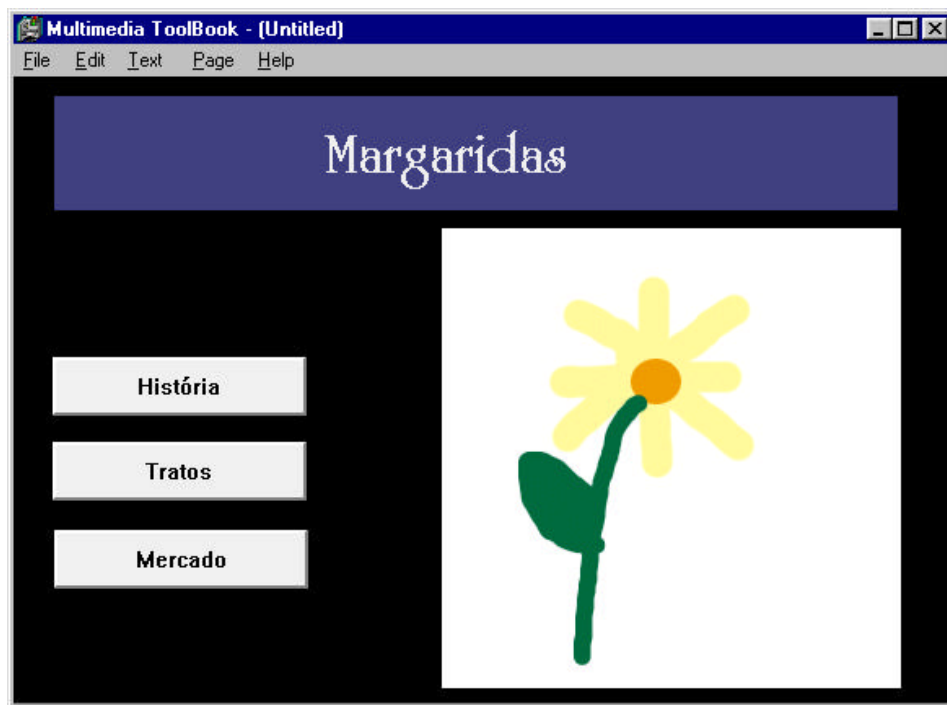 Multimedia ToolBook - (Untitled)
File Edit Text Page Help
Margaridas
História
Tratos
Mercado